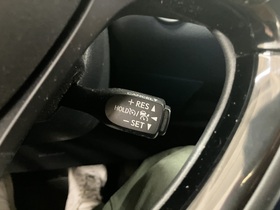 + RES ▲
HOLD
− SET ▼